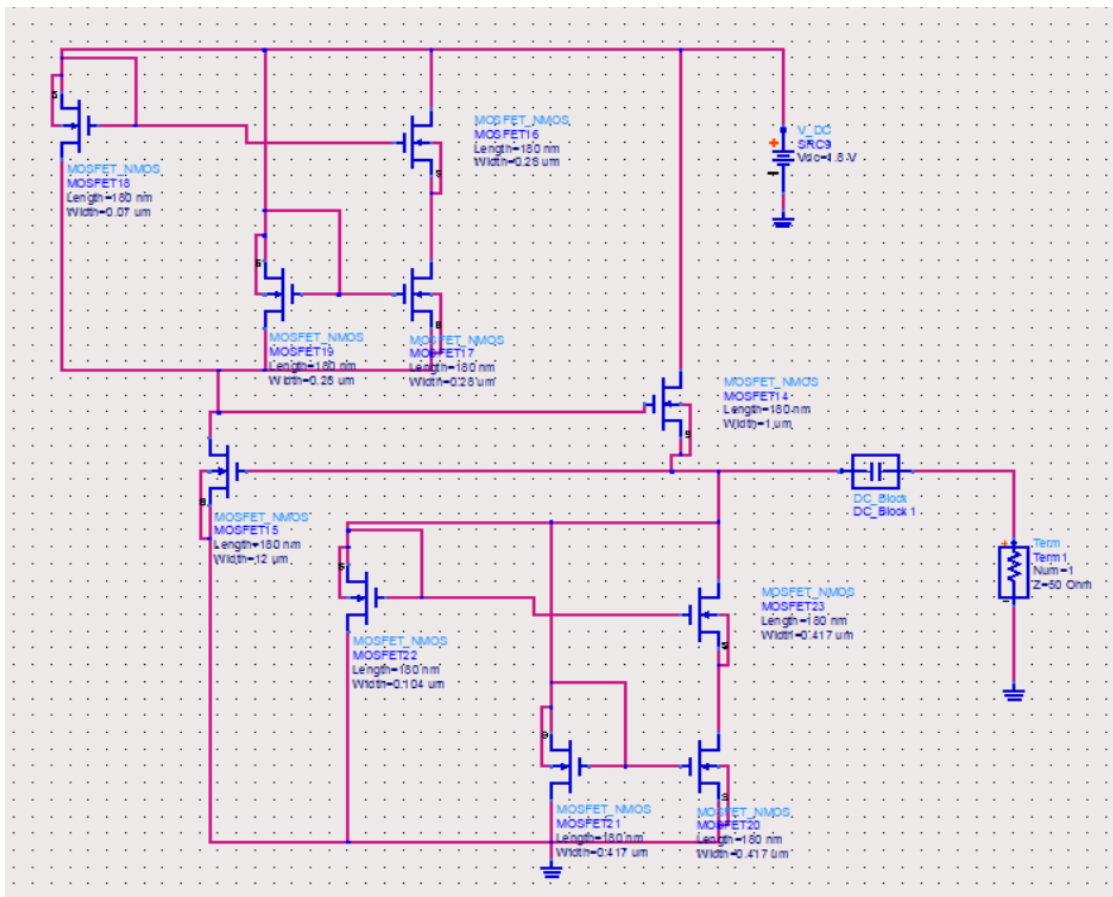 MOSFET_NMOS
MOSFET16
Length=180 nm
Width=0.28 um
V_DC
SRC9
Vdc=1.8 V
MOSFET_NMOS
MOSFET18
Length=180 nm
Width=0.07 um
MOSFET_NMOS
MOSFET19
Length=180 nm
Width=0.28 um
MOSFET_NMOS
MOSFET17
Length=180 nm
Width=0.28 um
MOSFET_NMOS
MOSFET14
Length=180 nm
Width=1 um
DC_Block
DC_Block1
MOSFET_NMOS
MOSFET15
Length=180 nm
Width=12 um
Term
Term1
Num=1
Z=50 Ohm
MOSFET_NMOS
MOSFET23
Length=180 nm
Width=0.417 um
MOSFET_NMOS
MOSFET22
Length=180 nm
Width=0.104 um
MOSFET_NMOS
MOSFET21
Length=180 nm
Width=0.417 um
MOSFET_NMOS
MOSFET20
Length=180 nm
Width=0.417 um